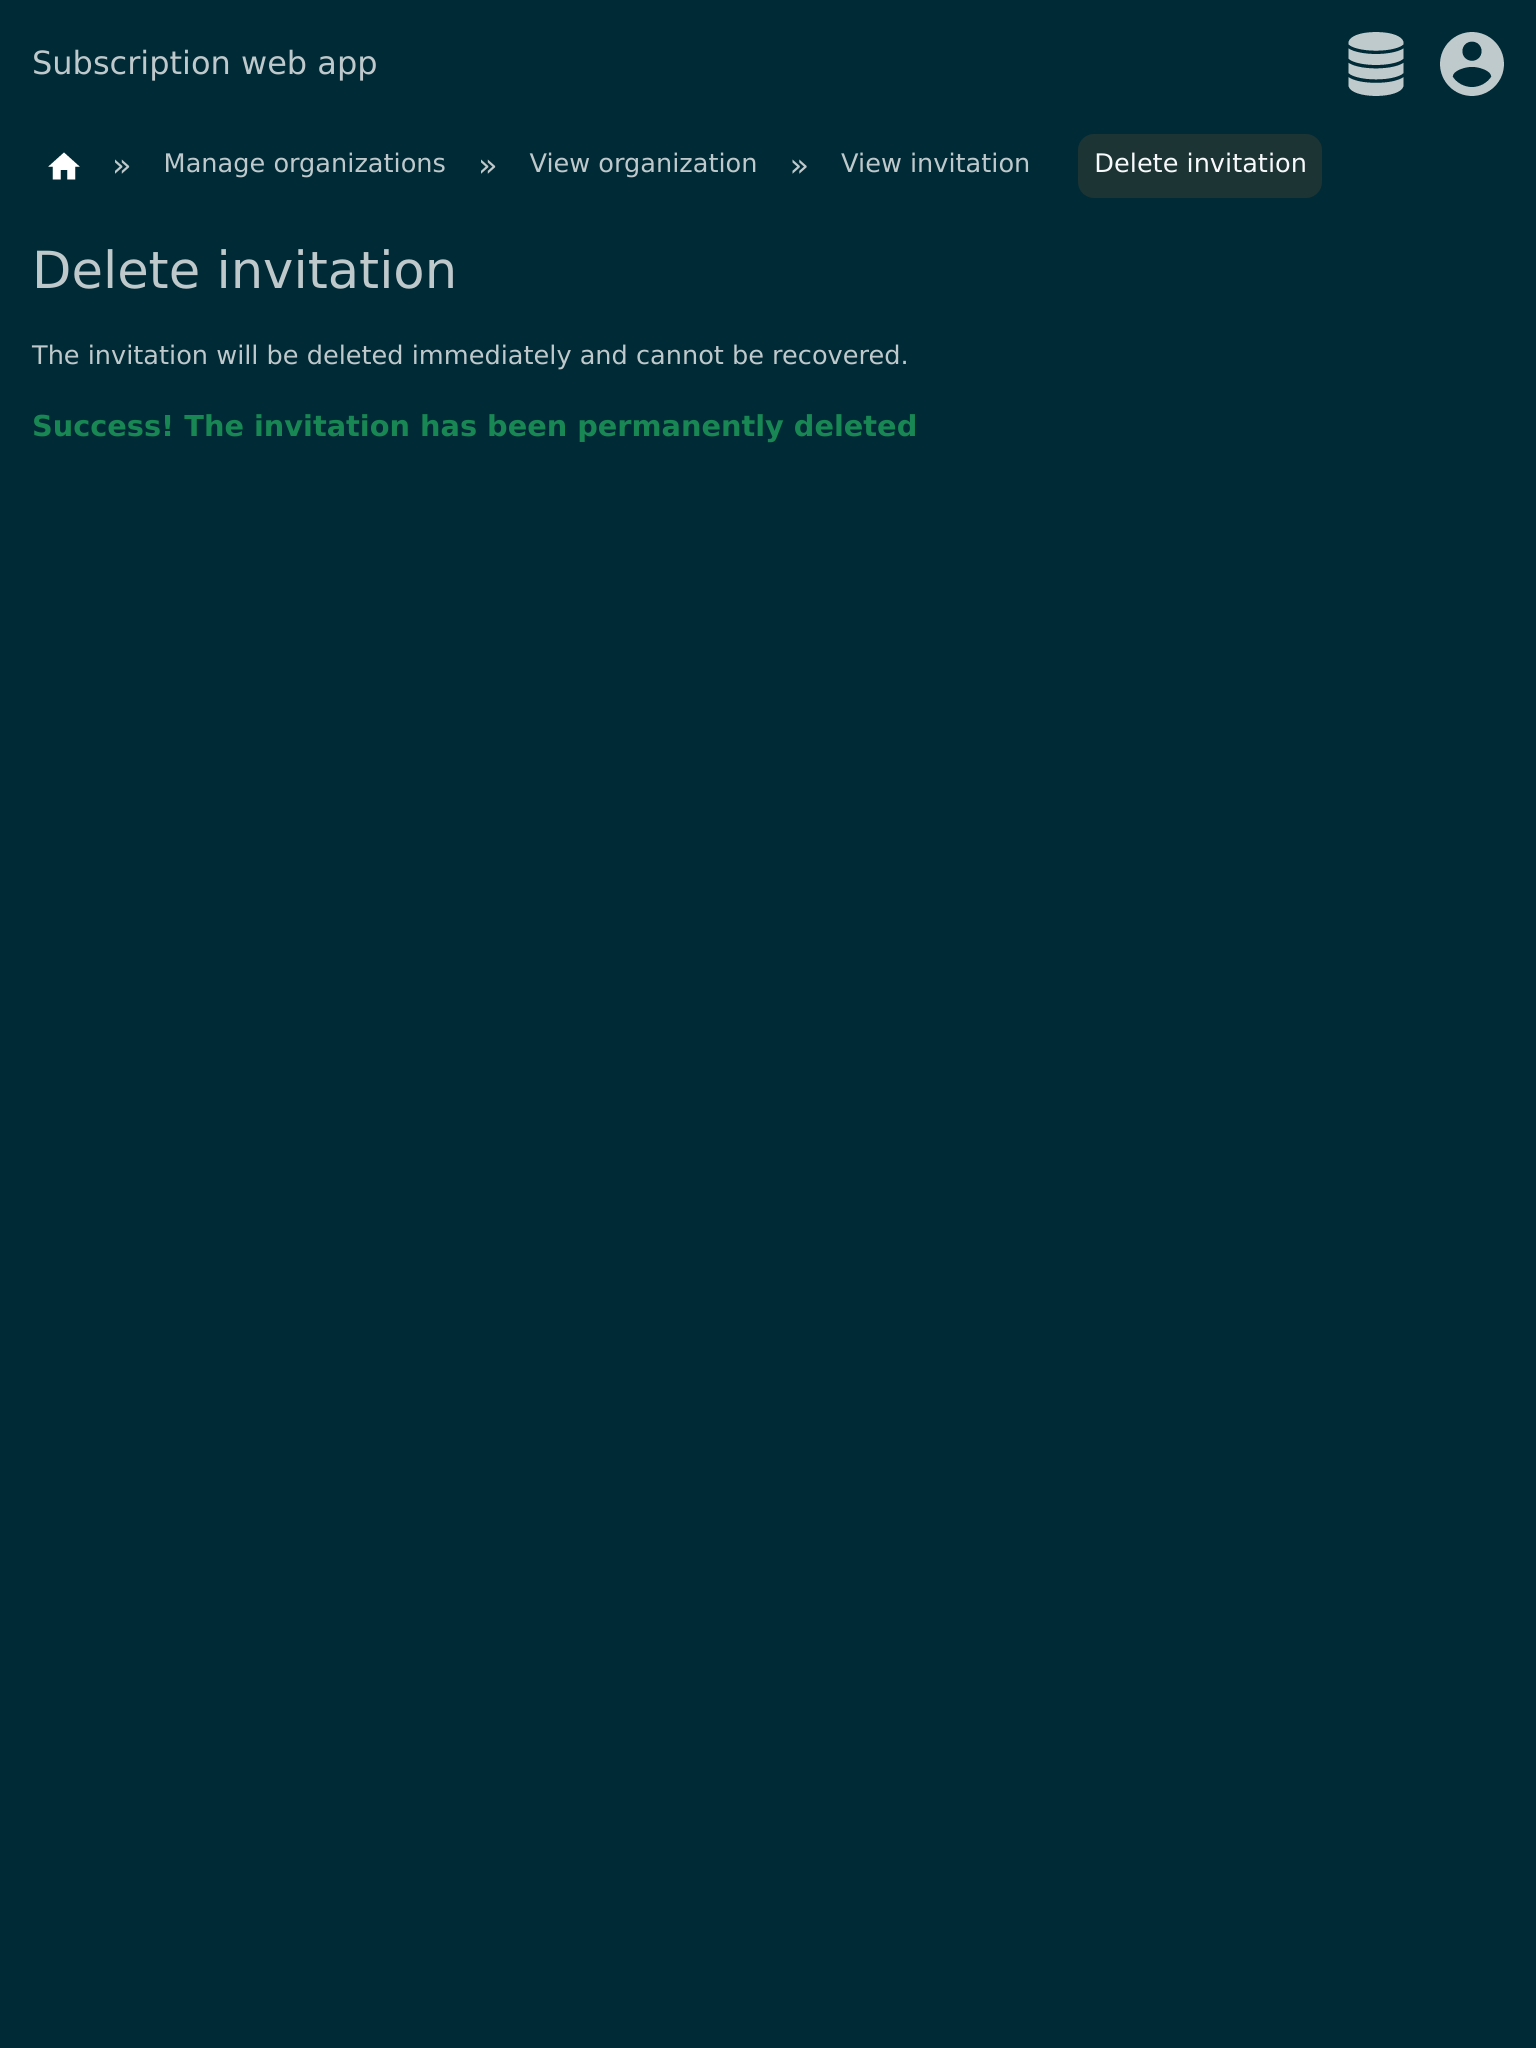 Subscription web app
» Manage organizations » View organization » View invitation Delete invitation
Delete invitation
The invitation will be deleted immediately and cannot be recovered.
Success! The invitation has been permanently deleted